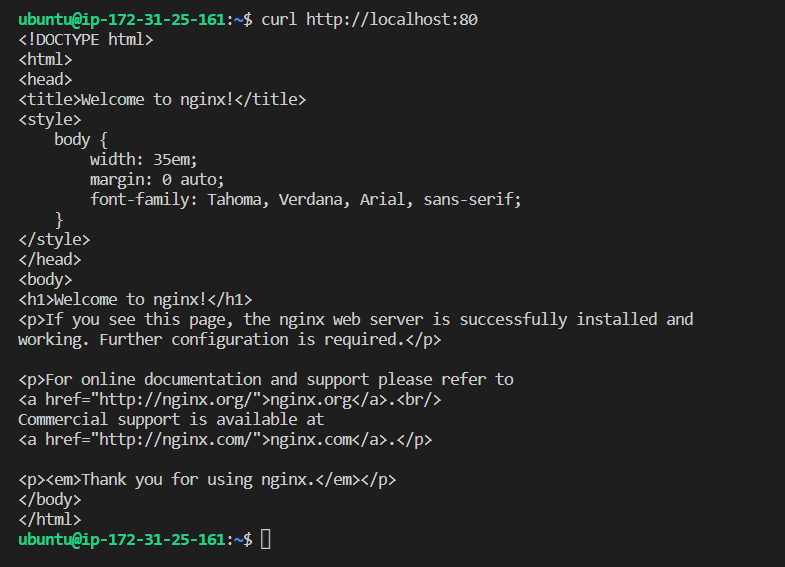 ubuntu@ip-172-31-25-161:~$ curl http://localhost:80
<!DOCTYPE html>
<html>
<head>
<title>Welcome to nginx!</title>
<style>
    body {
        width: 35em;
        margin: 0 auto;
        font-family: Tahoma, Verdana, Arial, sans-serif;
    }
</style>
</head>
<body>
<h1>Welcome to nginx!</h1>
<p>If you see this page, the nginx web server is successfully installed and
working. Further configuration is required.</p>

<p>For online documentation and support please refer to
<a href="http://nginx.org/">nginx.org</a>.<br/>
Commercial support is available at
<a href="http://nginx.com/">nginx.com</a>.</p>

<p><em>Thank you for using nginx.</em></p>
</body>
</html>
ubuntu@ip-172-31-25-161:~$